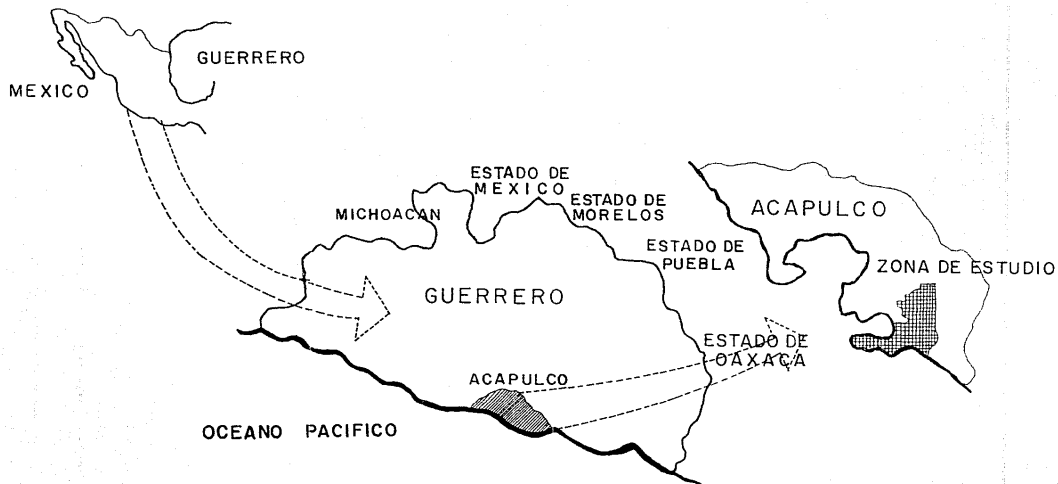 GUERRERO
MEXICO
ESTADO DE
MEXICO
MICHOACAN
ESTADO DE
MORELOS
ESTADO DE
PUEBLA
ACAPULCO
ZONA DE ESTUDIO
GUERRERO
ESTADO DE
OAXACA
ACAPULCO
OCEANO PACIFICO